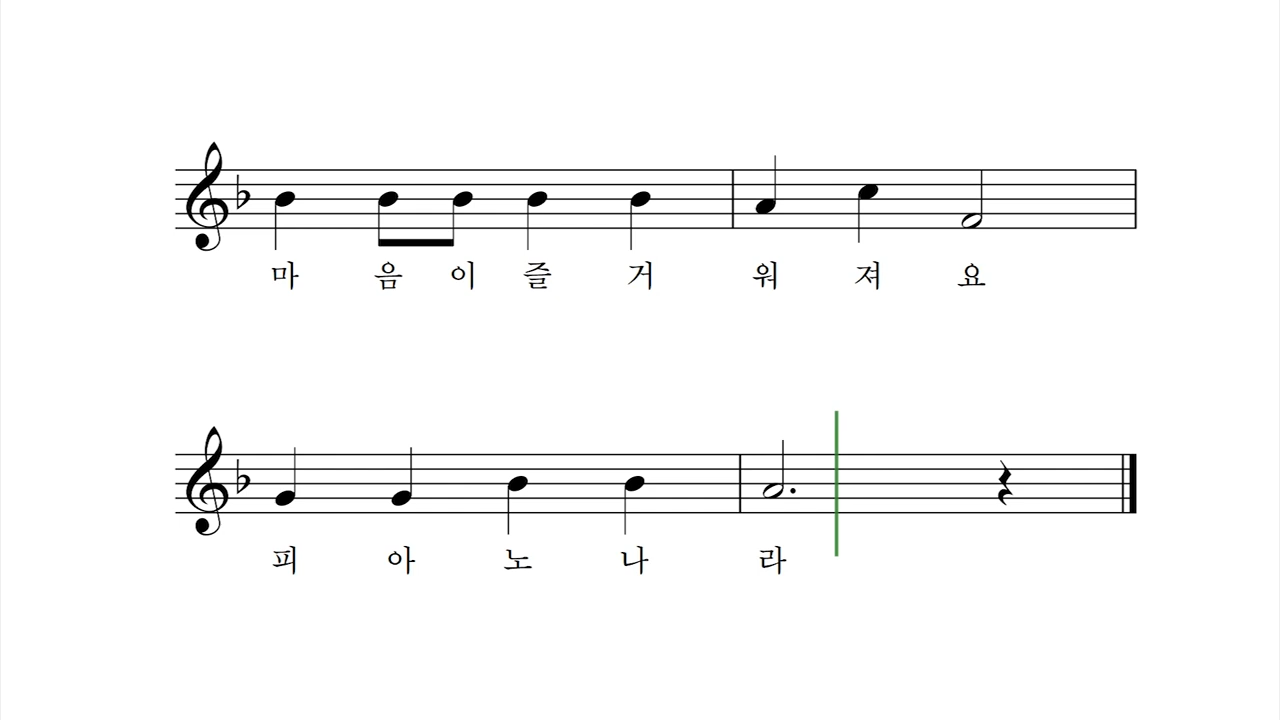 마 음 이 즐 거 워 져 요
피 아 노 나 라